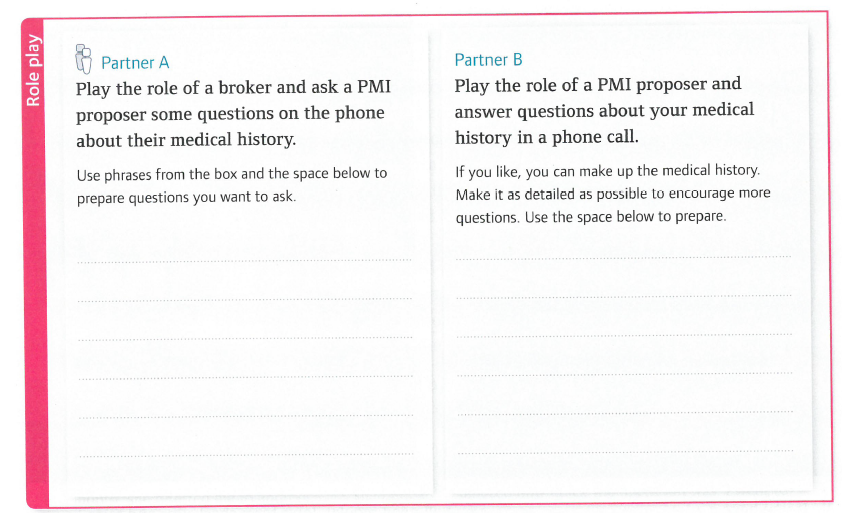 Role play
Partner A
Play the role of a broker and ask a PMI
proposer some questions on the phone
about their medical history.
Use phrases from the box and the space below to
prepare questions you want to ask.
Partner B
Play the role of a PMI proposer and
answer questions about your medical
history in a phone call.
If you like, you can make up the medical history.
Make it as detailed as possible to encourage more
questions. Use the space below to prepare.